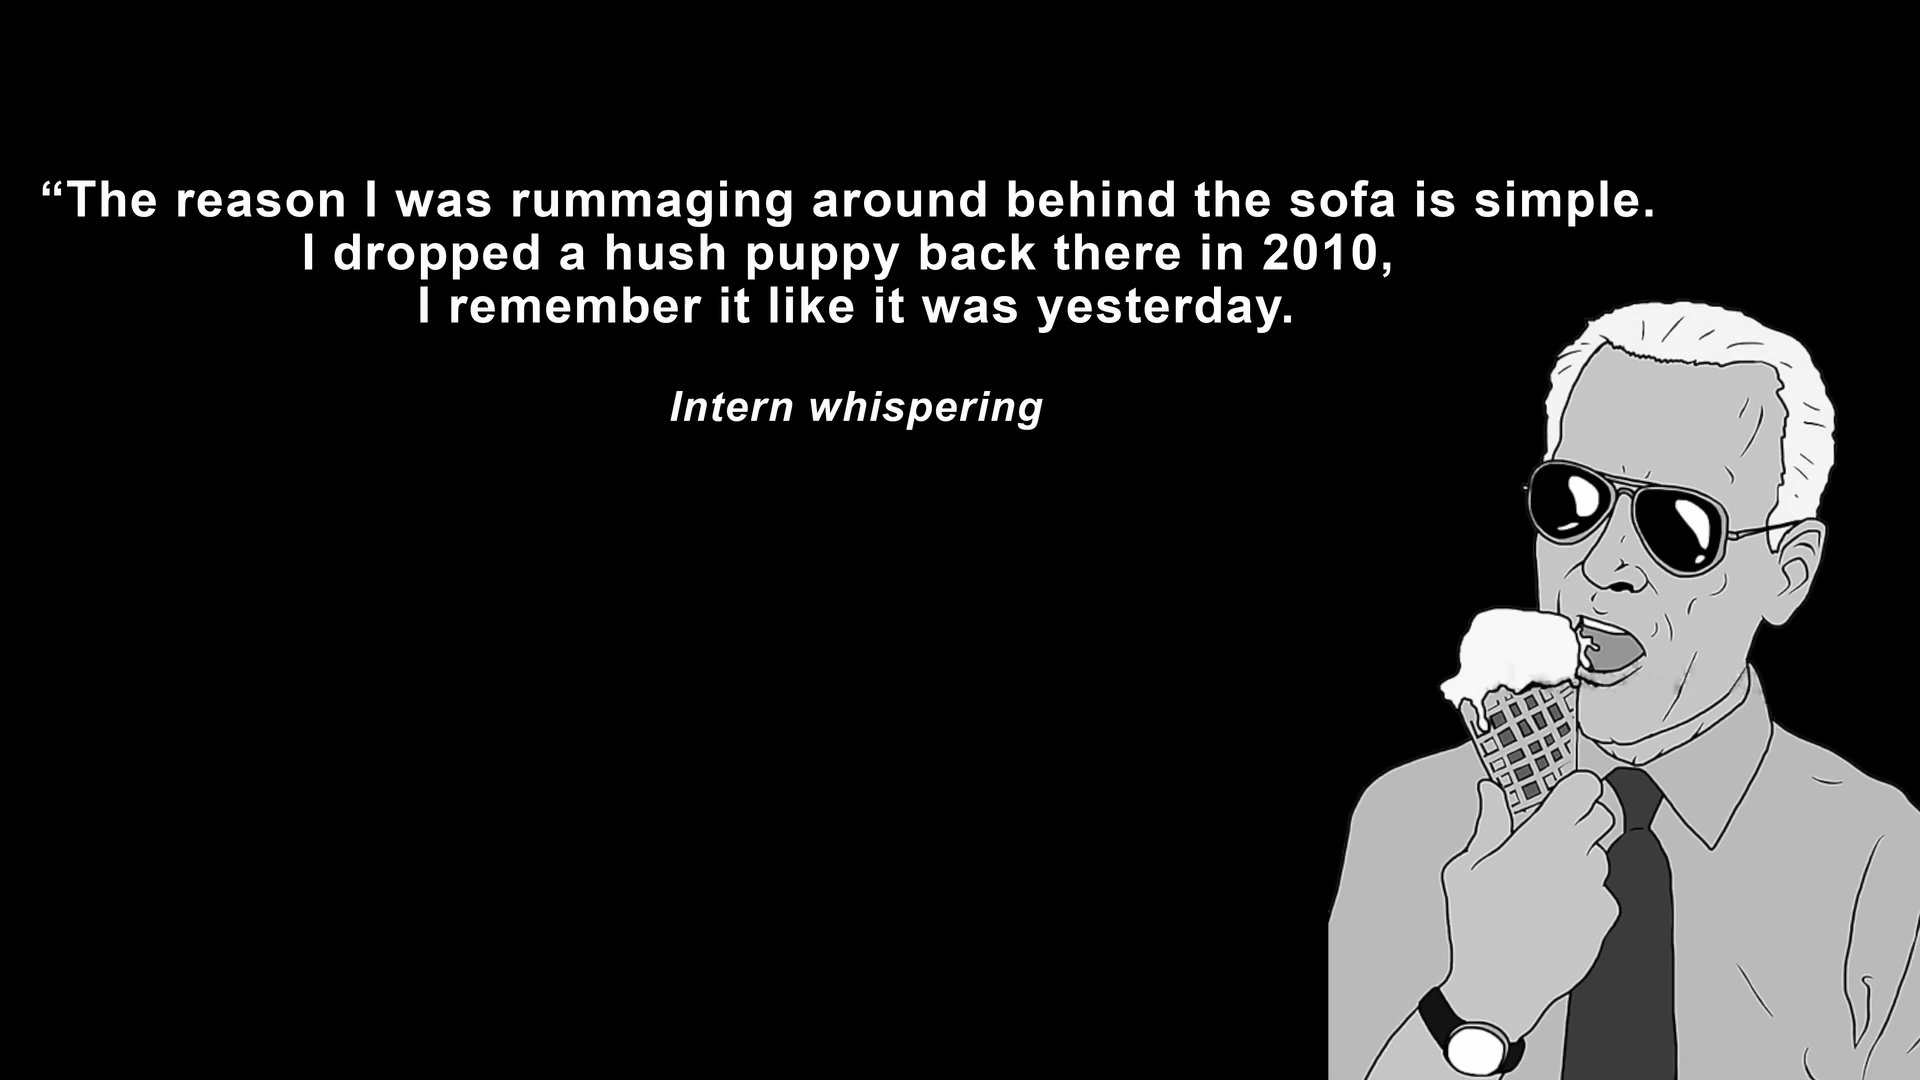 “The reason I was rummaging around behind the sofa is simple.
I dropped a hush puppy back there in 2010,
I remember it like it was yesterday.
Intern whispering